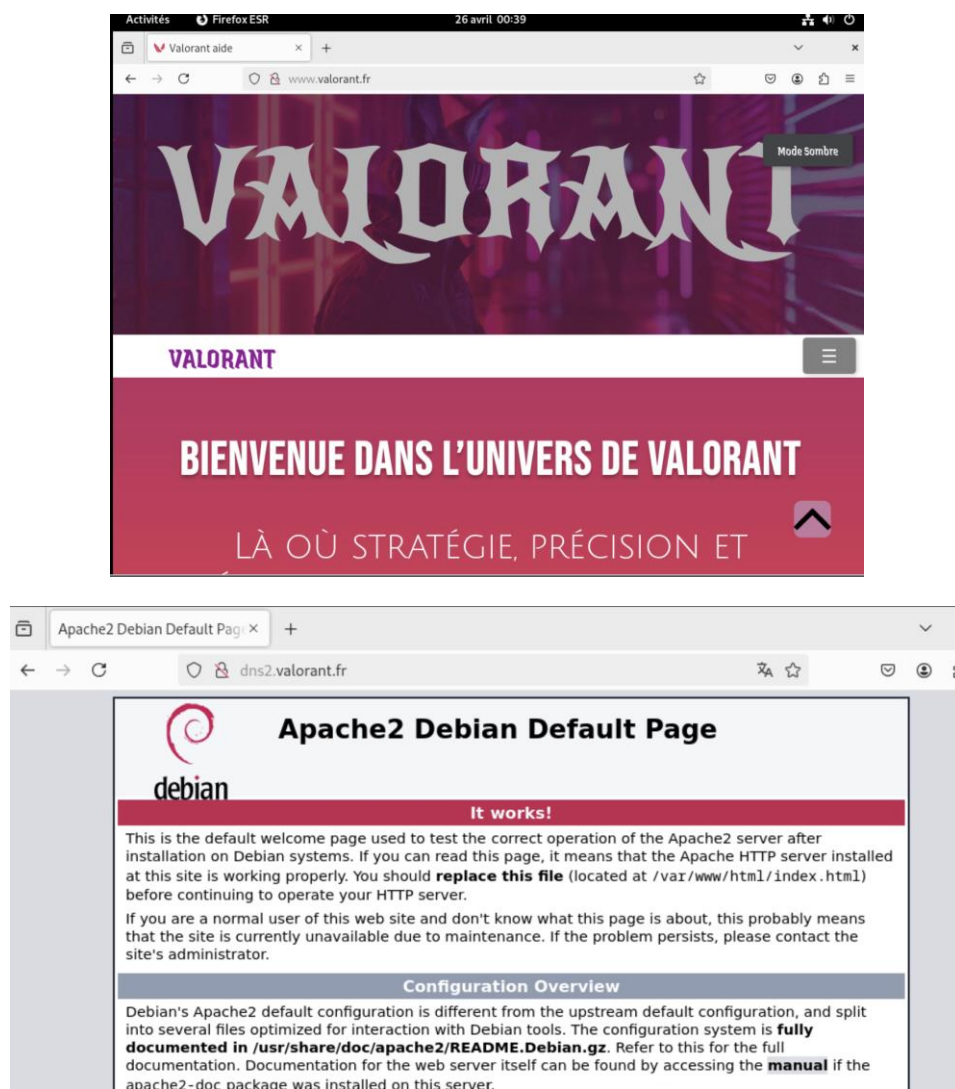 Activités Firefox ESR 26 avril 00:39
Valorant aide
www.valorant.fr
VALORANT
Mode Sombre
VALORANT
BIENVENUE DANS L'UNIVERS DE VALORANT
LÀ OÙ STRATÉGIE, PRÉCISION ET
Apache2 Debian Default Pag
dns2.valorant.fr
debian
Apache2 Debian Default Page
It works!
This is the default welcome page used to test the correct operation of the Apache2 server after
installation on Debian systems. If you can read this page, it means that the Apache HTTP server installed
at this site is working properly. You should replace this file (located at /var/www/html/index.html)
before continuing to operate your HTTP server.
If you are a normal user of this web site and don't know what this page is about, this probably means
that the site is currently unavailable due to maintenance. If the problem persists, please contact the
site's administrator.
Configuration Overview
Debian's Apache2 default configuration is different from the upstream default configuration, and split
into several files optimized for interaction with Debian tools. The configuration system is fully
documented in /usr/share/doc/apache2/README.Debian.gz. Refer to this for the full
documentation. Documentation for the web server itself can be found by accessing the manual if the
apache2-doc package was installed on this server.